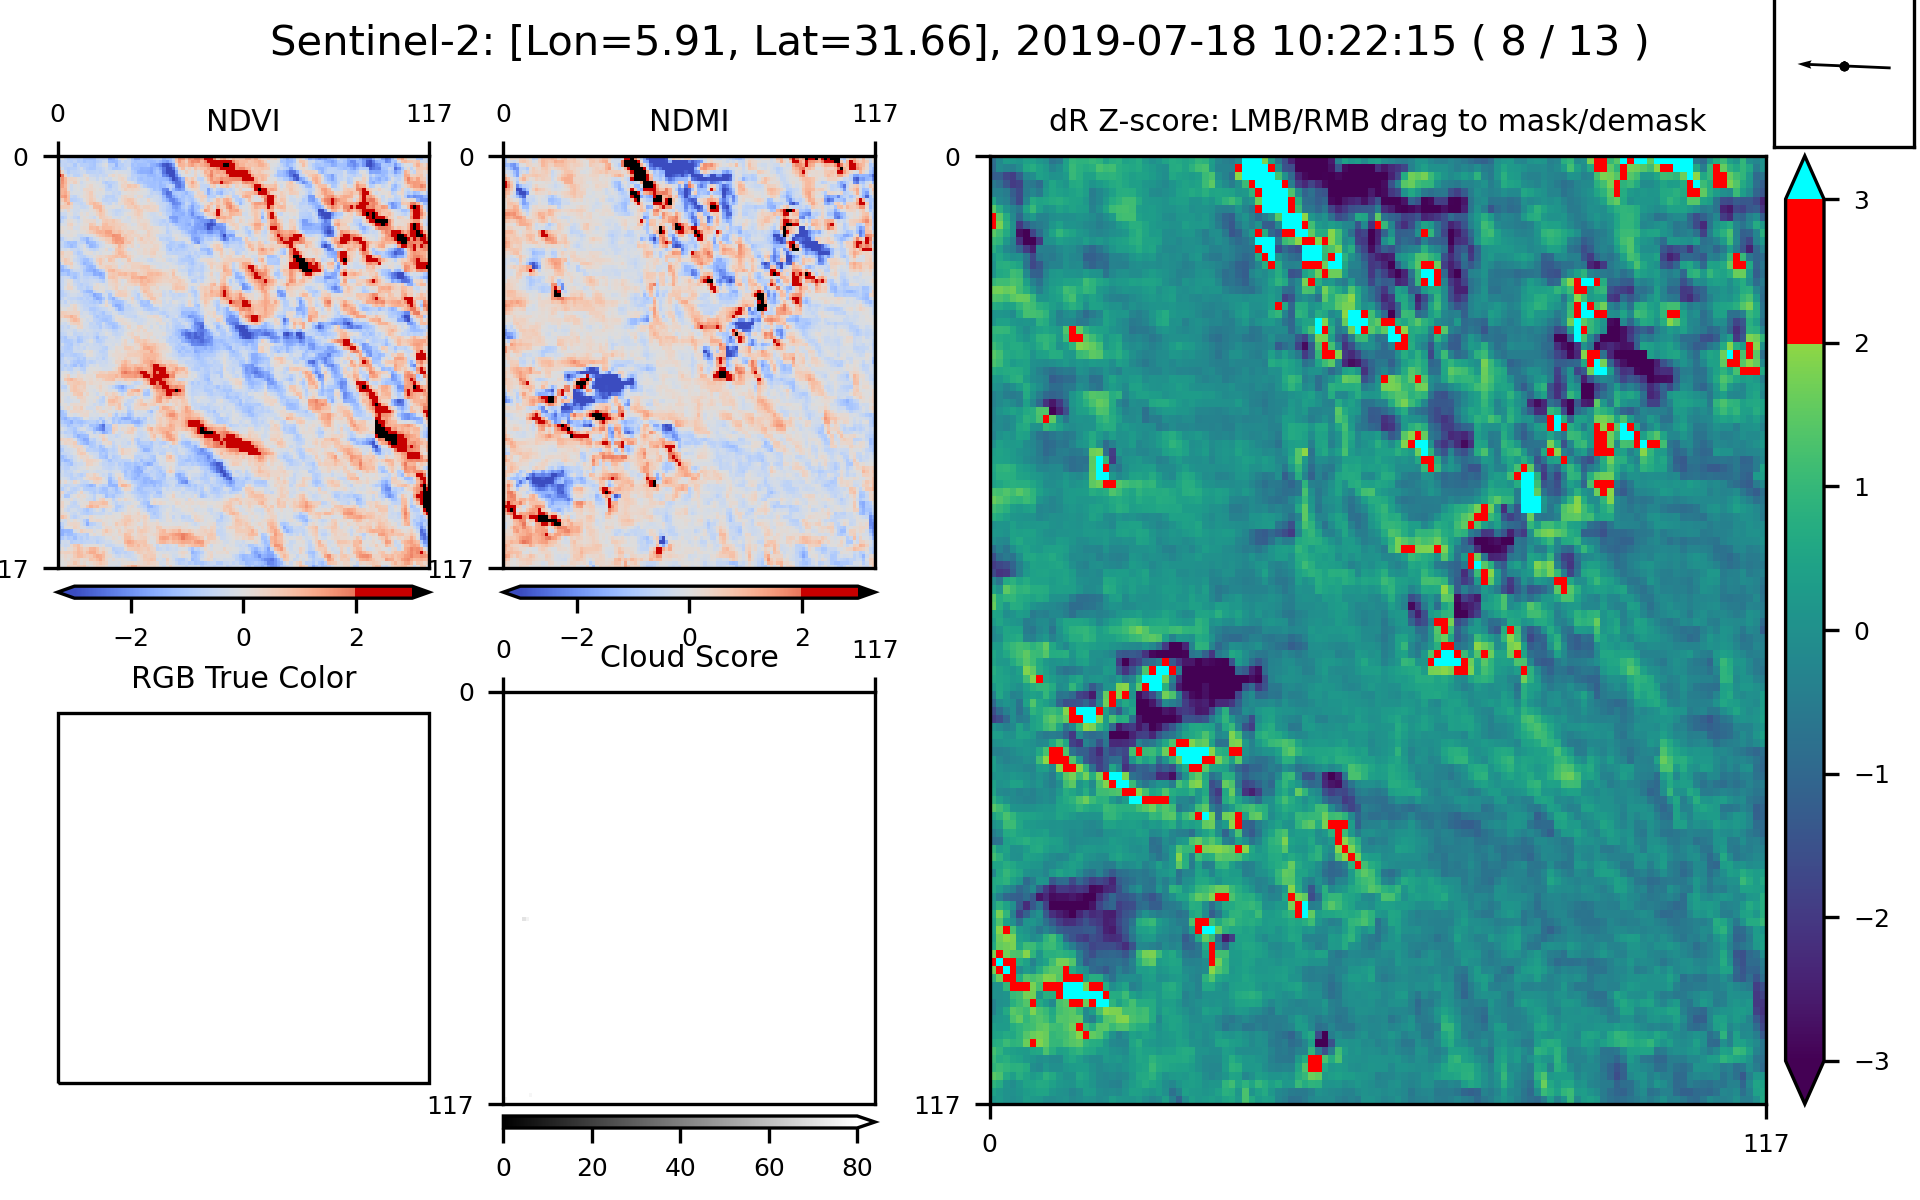 Sentinel-2: [Lon=5.91, Lat=31.66], 2019-07-18 10:22:15 ( 8 / 13 )
0 NDVI 117
0 NDMI 117
dR Z-score: LMB/RMB drag to mask/demask
0
0
0
3
2
1
0
−1
−2
−3
17
117
−2 0 2
−2 0 2
RGB True Color
0 Cloud Score 117
0
117
117
0 20 40 60 80
0 117